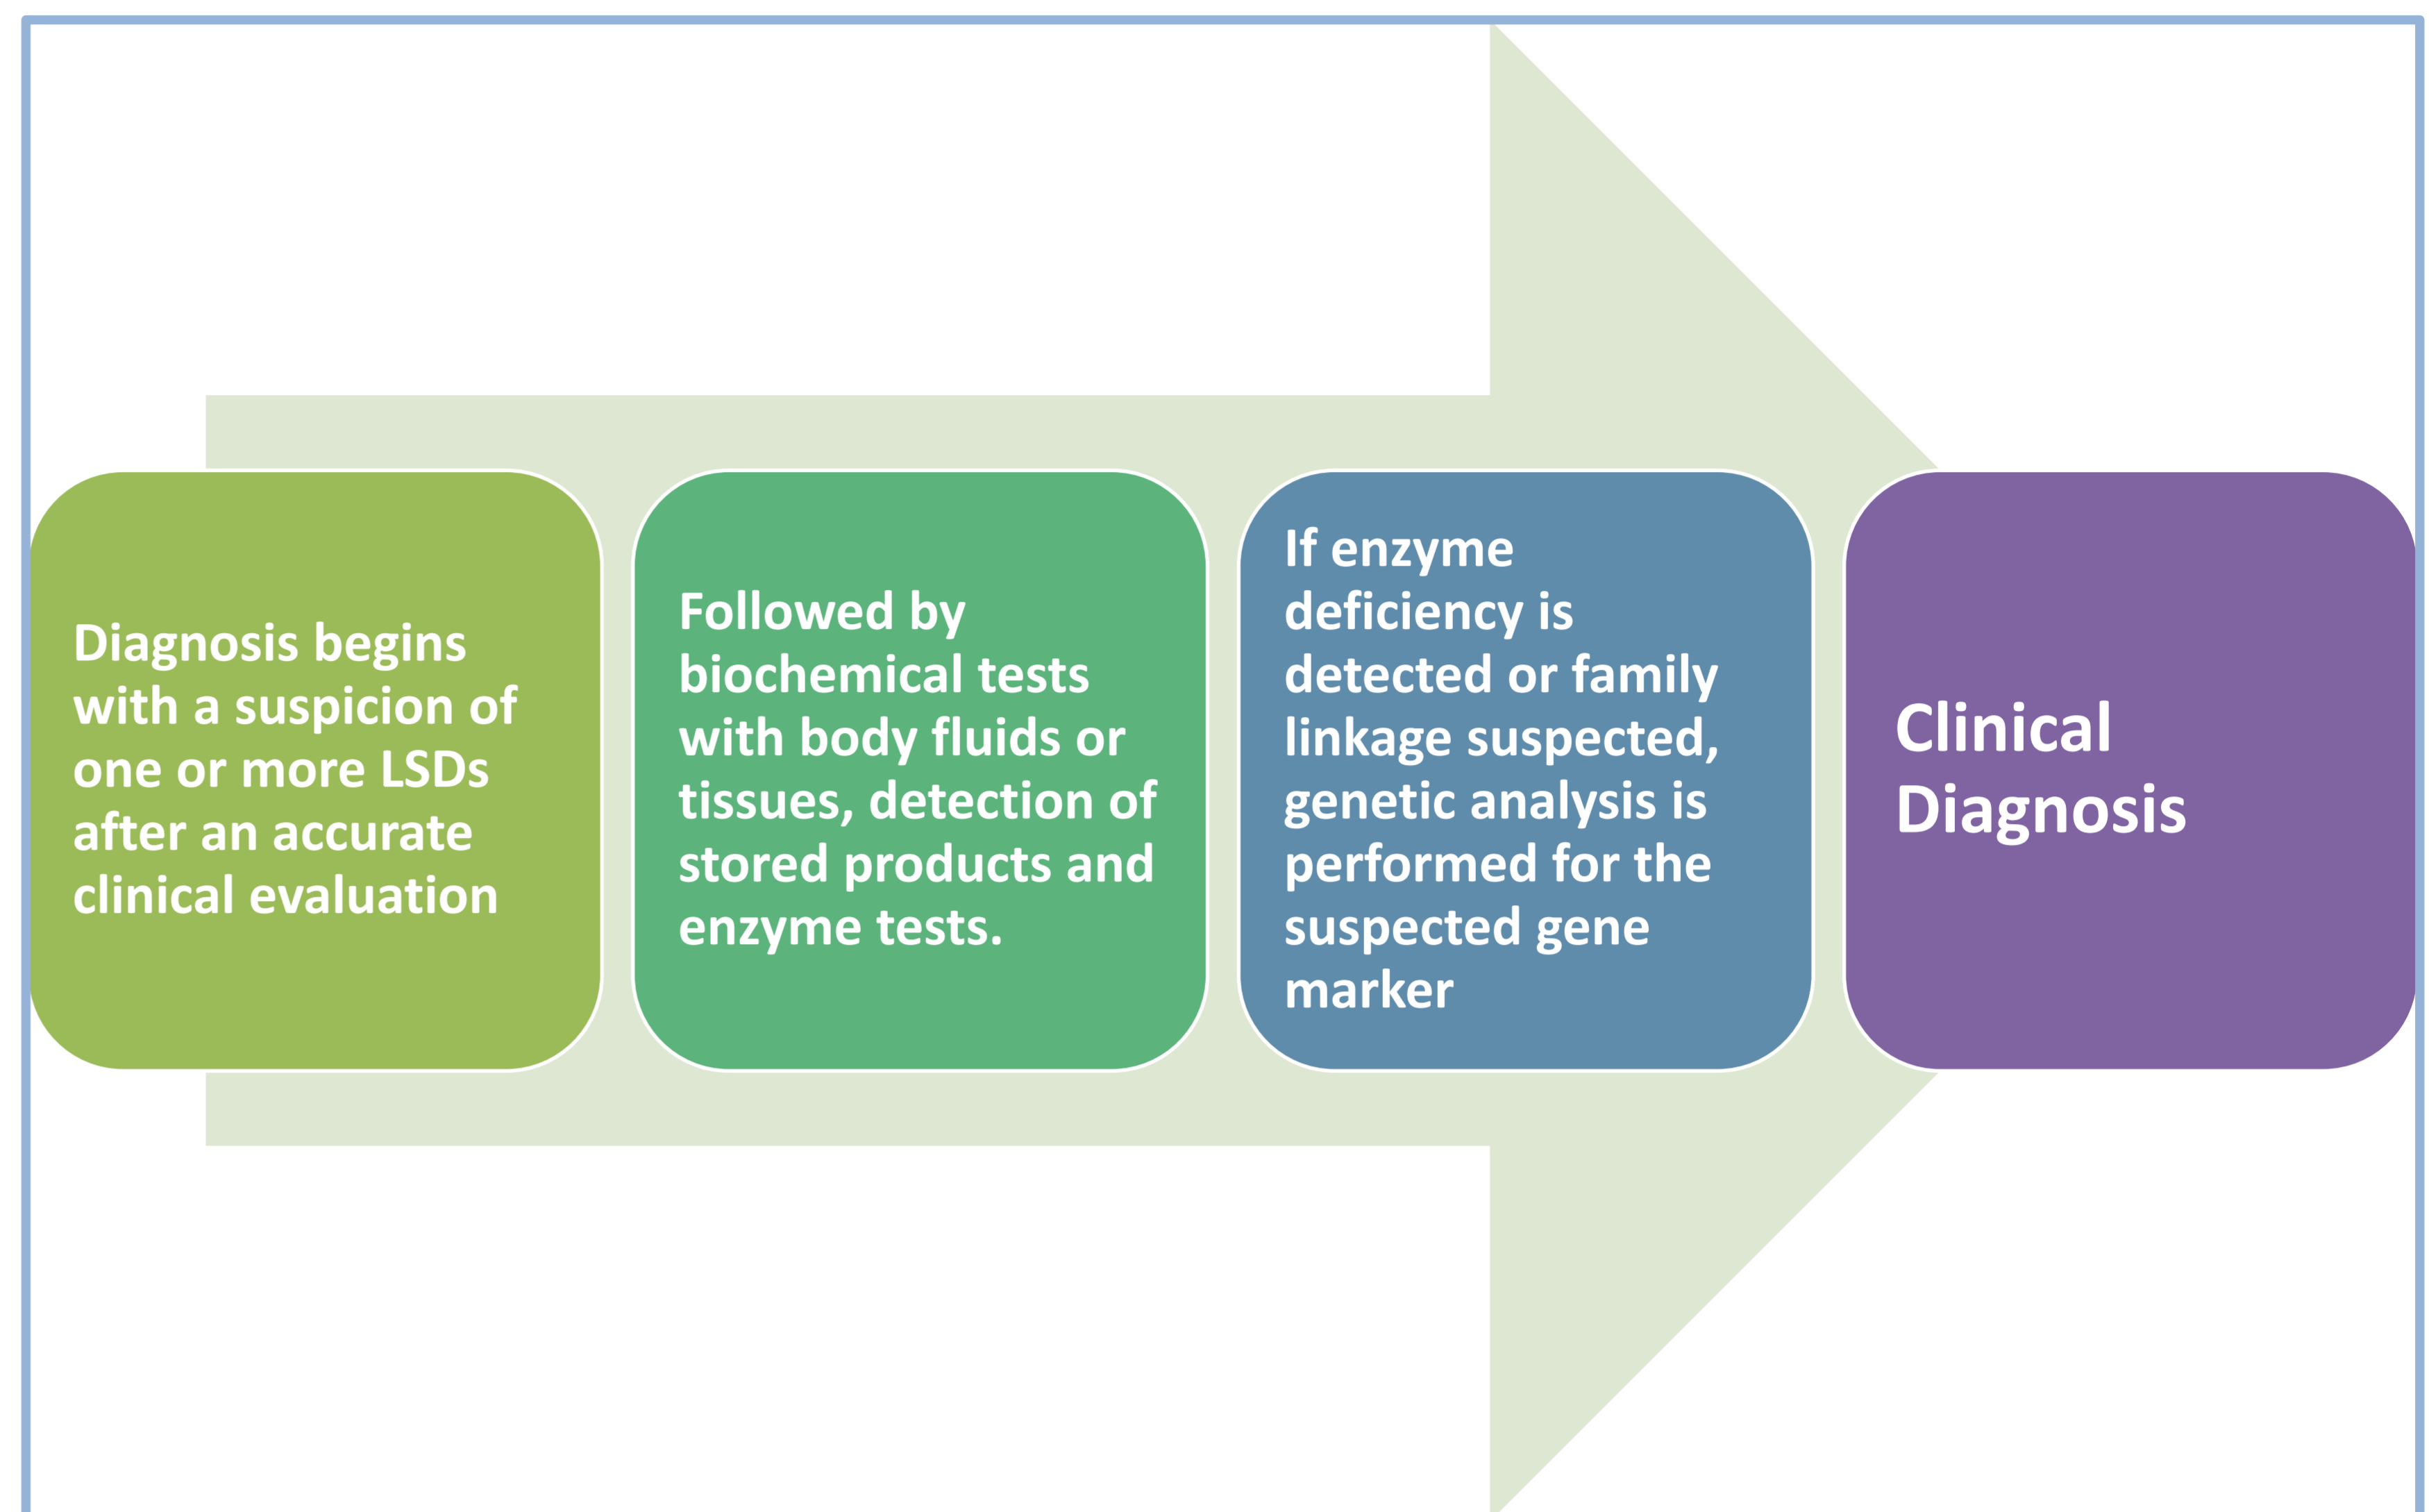 Diagnosis begins
with a suspicion of
one or more LSDs
after an accurate
clinical evaluation
Followed by
biochemical tests
with body fluids or
tissues, detection of
stored products and
enzyme tests.
If enzyme
deficiency is
detected or family
linkage suspected,
genetic analysis is
performed for the
suspected gene
marker
Clinical
Diagnosis